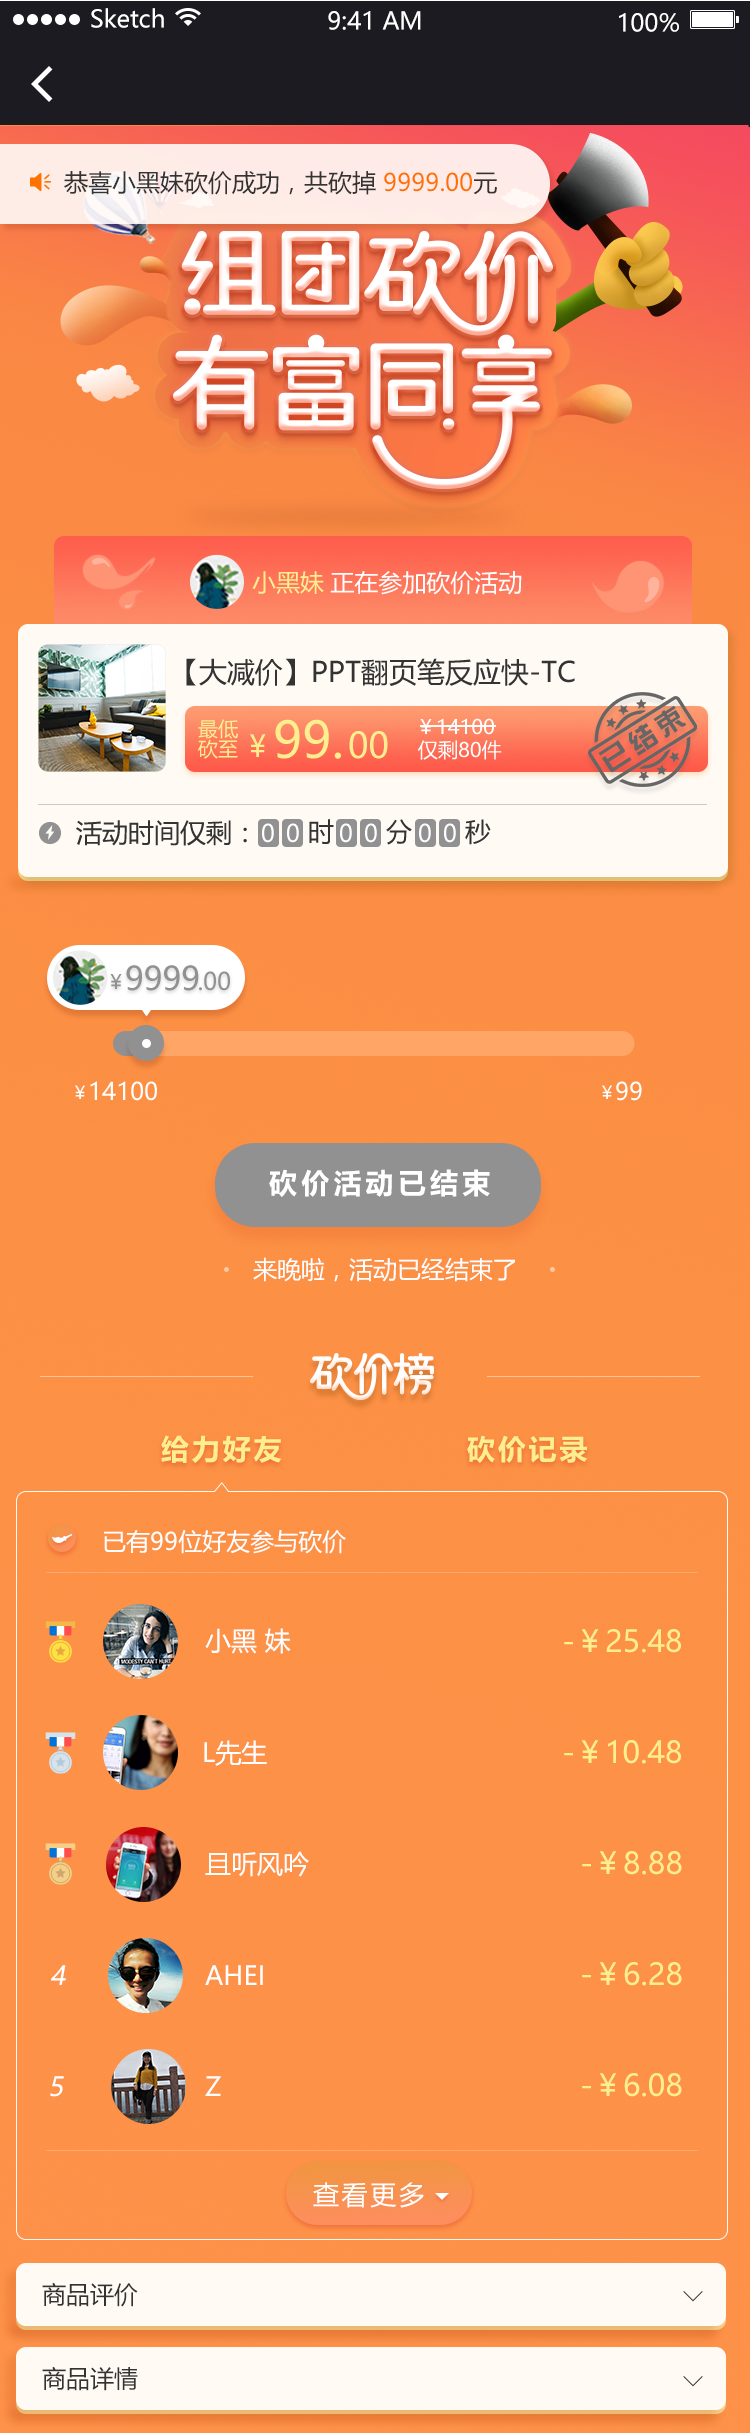 Sketch 9:41 AM 100%
恭喜小黑妹砍价成功，共砍掉 9999.00元
组团砍价
有富同享
小黑妹 正在参加砍价活动
【大减价】PPT翻页笔反应快-TC
最低
砍至 ¥ 99.00
¥14100
仅剩80件
已结束
活动时间仅剩：00时00分00秒
¥9999.00
¥14100 ¥99
砍价活动已结束
来晚啦，活动已经结束了
砍价榜
给力好友 砍价记录
已有99位好友参与砍价
小黑 妹 - ¥ 25.48
MODESTY CAN'T HURT
L先生 - ¥ 10.48
且听风吟 - ¥ 8.88
4 AHEI - ¥ 6.28
5 Z - ¥ 6.08
查看更多
商品评价
商品详情